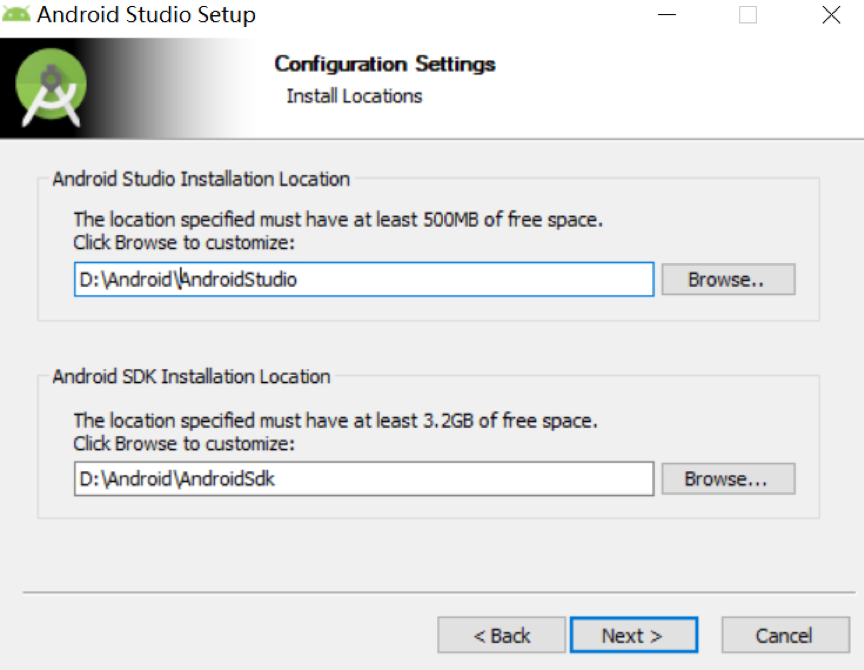 Android Studio Setup
Configuration Settings
Install Locations
Android Studio Installation Location
The location specified must have at least 500MB of free space.
Click Browse to customize:
D:\Android\AndroidStudio
Browse..
Android SDK Installation Location
The location specified must have at least 3.2GB of free space.
Click Browse to customize:
D:\Android\AndroidSdk
Browse...
< Back
Next >
Cancel